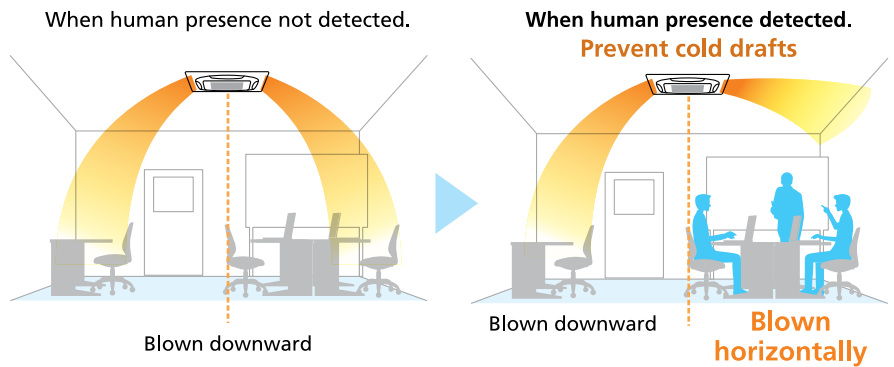 When human presence not detected.
Blown downward
When human presence detected.
Prevent cold drafts
Blown downward
Blown
horizontally